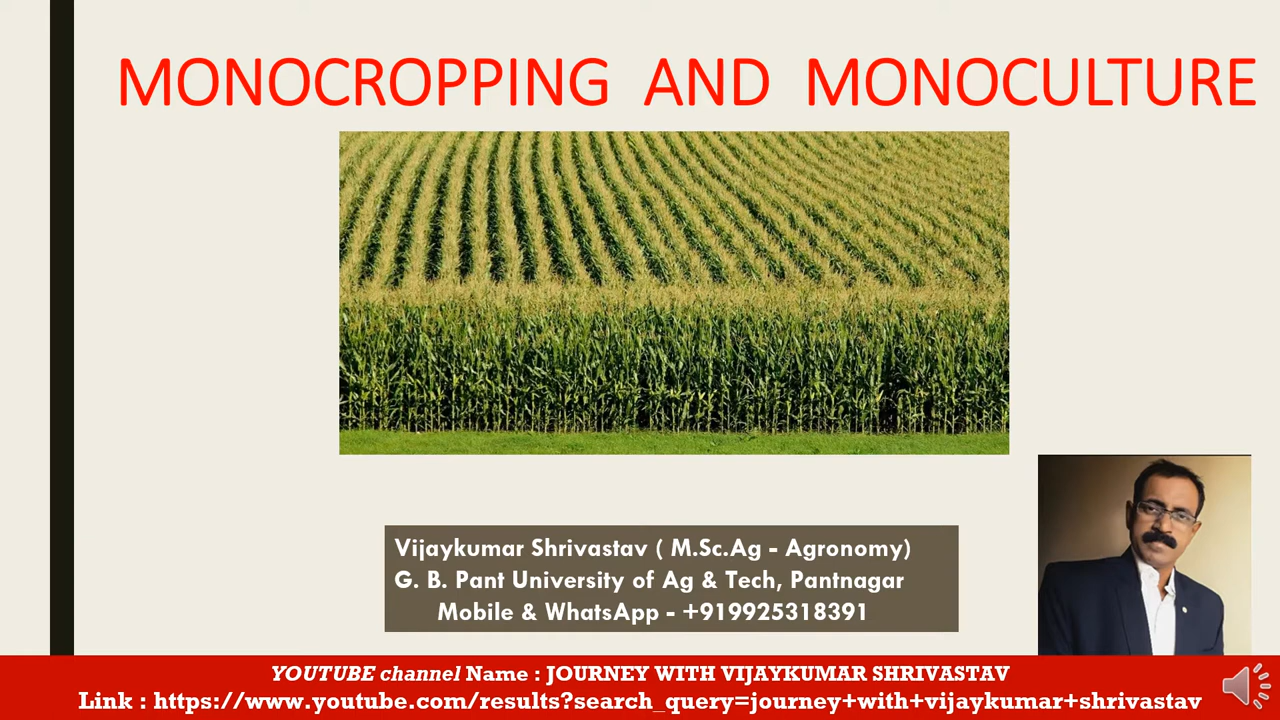 MONOCROPPING AND MONOCULTURE
Vijaykumar Shrivastav ( M.Sc.Ag - Agronomy)
G. B. Pant University of Ag & Tech, Pantnagar
Mobile & WhatsApp - +919925318391
YOUTUBE channel Name : JOURNEY WITH VIJAYKUMAR SHRIVASTAV
Link : https://www.youtube.com/results?search_query=journey+with+vijaykumar+shrivastav